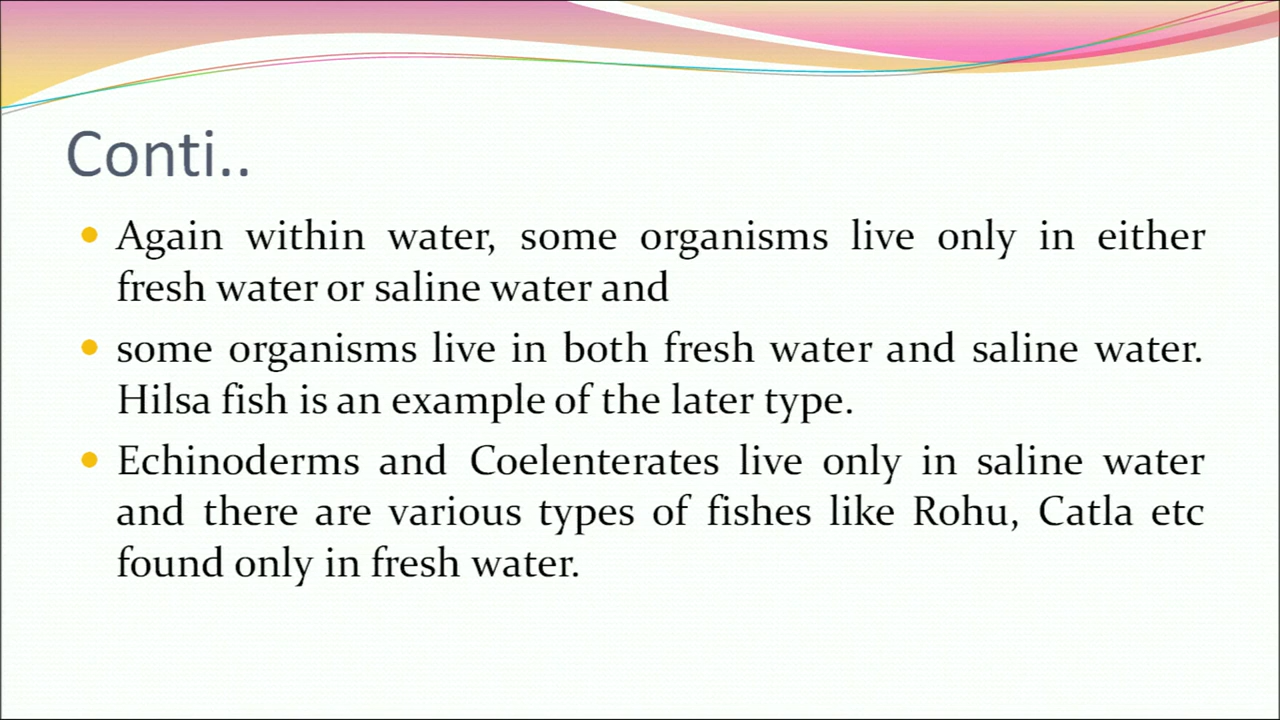 Conti..
Again within water, some organisms live only in either
fresh water or saline water and
some organisms live in both fresh water and saline water.
Hilsa fish is an example of the later type.
Echinoderms and Coelenterates live only in saline water
and there are various types of fishes like Rohu, Catla etc
found only in fresh water.